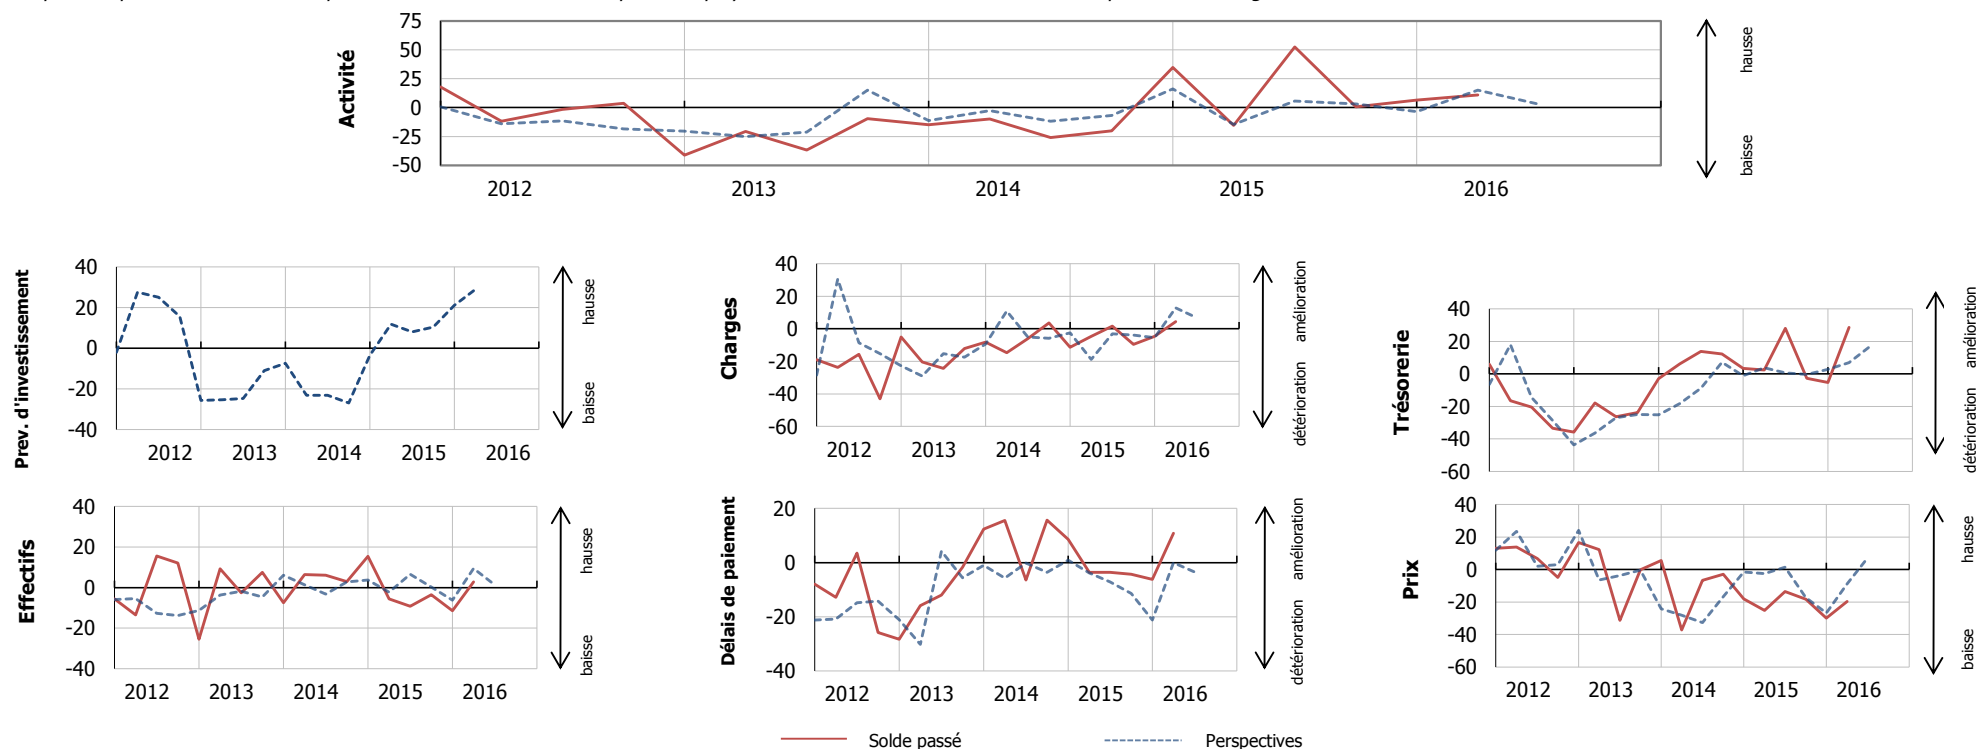 75
50
25
0
-25
-50
Activité
2012
2013
2014
2015
2016
hausse
baisse
40
20
0
-20
-40
Prev. d'investissement
2012
2013
2014
2015
2016
hausse
baisse
40
20
0
-20
-40
-60
Charges
2012
2013
2014
2015
2016
amélioration
détérioration
40
20
0
-20
-40
-60
Trésorerie
amélioration
détérioration
40
20
0
-20
-40
Effectifs
2012
2013
2014
2015
2016
hausse
baisse
20
0
-20
-40
Délais de paiement
2012
2013
2014
2015
2016
amélioration
détérioration
40
20
0
-20
-40
-60
Prix
2012
2013
2014
2015
2016
hausse
baisse
Solde passé
Perspectives